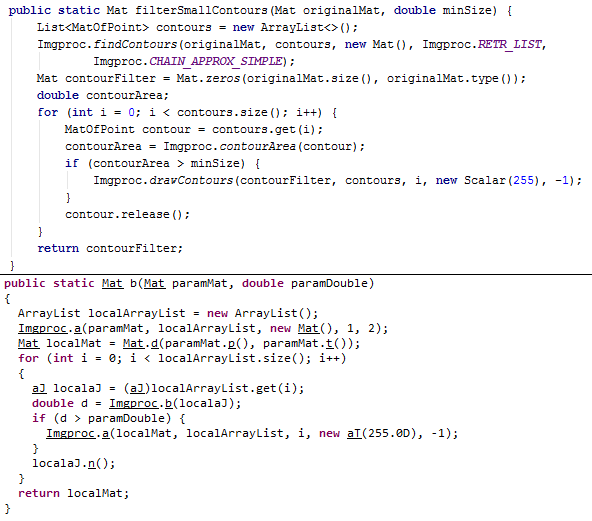 public static Mat filterSmallContours(Mat originalMat, double minSize) {
List<MatOfPoint> contours = new ArrayList<>();
Imgproc.findContours(originalMat, contours, new Mat(), Imgproc.RETR_LIST,
Imgproc.CHAIN_APPROX_SIMPLE);
Mat contourFilter = Mat.zeros(originalMat.size(), originalMat.type());
double contourArea;
for (int i = 0; i < contours.size(); i++) {
MatOfPoint contour = contours.get(i);
contourArea = Imgproc.contourArea(contour);
if (contourArea > minSize) {
Imgproc.drawContours(contourFilter, contours, i, new Scalar(255), -1);
}
contour.release();
}
return contourFilter;
}
public static Mat b(Mat paramMat, double paramDouble)
{
ArrayList localArrayList = new ArrayList();
Imgproc.a(paramMat, localArrayList, new Mat(), 1, 2);
Mat localMat = Mat.d(paramMat.p(), paramMat.t());
for (int i = 0; i < localArrayList.size(); i++)
{
aJ localaJ = (aJ)localArrayList.get(i);
double d = Imgproc.b(localaJ);
if (d > paramDouble) {
Imgproc.a(localMat, localArrayList, i, new aT(255.0D), -1);
}
localaJ.n();
}
return localMat;
}